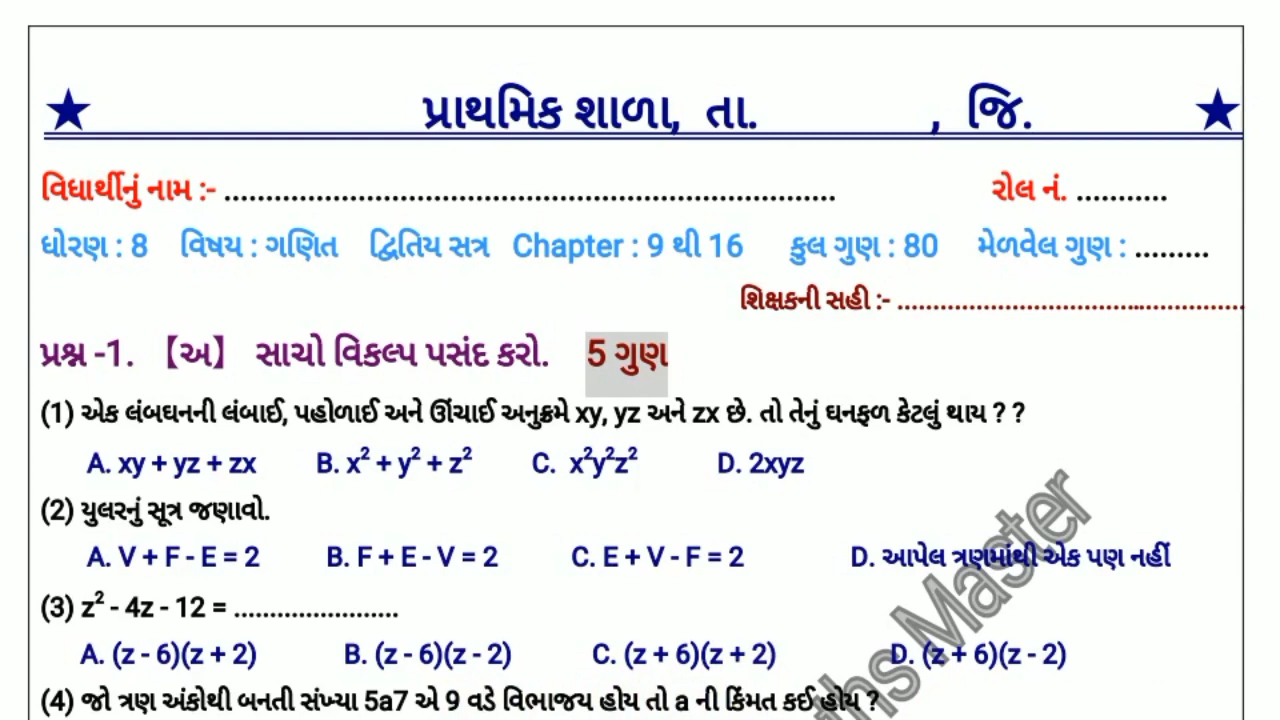 ★ પ્રાથમિક શાળા, તા. , જિ. ★
વિધાર્થીનું નામ :- ........................................................................ રોલ નં. ...........
ધોરણ : 8 વિષય : ગણિત દ્વિતિય સત્ર Chapter : 9 થી 16 કુલ ગુણ : 80 મેળવેલ ગુણ : .........
શિક્ષકની સહી :- ..................................................
પ્રશ્ન -1. 【અ】 સાચો વિકલ્પ પસંદ કરો. 5 ગુણ
(1) એક લંબઘનની લંબાઈ, પહોળાઈ અને ઊંચાઈ અનુક્રમે xy, yz અને zx છે. તો તેનું ઘનફળ કેટલું થાય ? ?
A. xy + yz + zx B. x² + y² + z² C. x²y²z² D. 2xyz
(2) યુલરનું સૂત્ર જણાવો.
A. V + F - E = 2 B. F + E - V = 2 C. E + V - F = 2 D. આપેલ ત્રણમાંથી એક પણ નહીં
(3) z² - 4z - 12 = .......................
A. (z - 6)(z + 2) B. (z - 6)(z - 2) C. (z + 6)(z + 2) D. (z + 6)(z - 2)
(4) જો ત્રણ અંકોથી બનતી સંખ્યા 5a7 એ 9 વડે વિભાજ્ય હોય તો a ની કિંમત કઈ હોય ?
Master